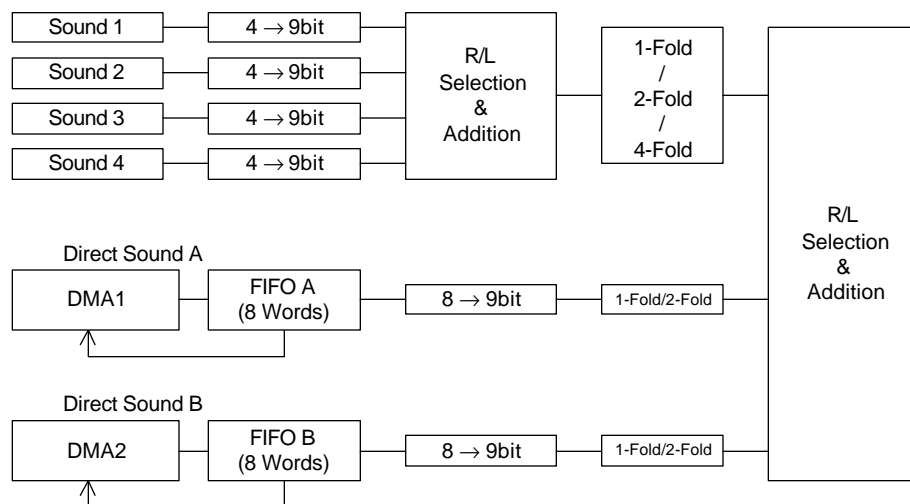 Sound 1
4 → 9bit
Sound 2
4 → 9bit
Sound 3
4 → 9bit
Sound 4
4 → 9bit
R/L
Selection
&
Addition
1-Fold
/
2-Fold
/
4-Fold
R/L
Selection
&
Addition
Direct Sound A
DMA1
FIFO A
(8 Words)
8 → 9bit
1-Fold/2-Fold
Direct Sound B
DMA2
FIFO B
(8 Words)
8 → 9bit
1-Fold/2-Fold